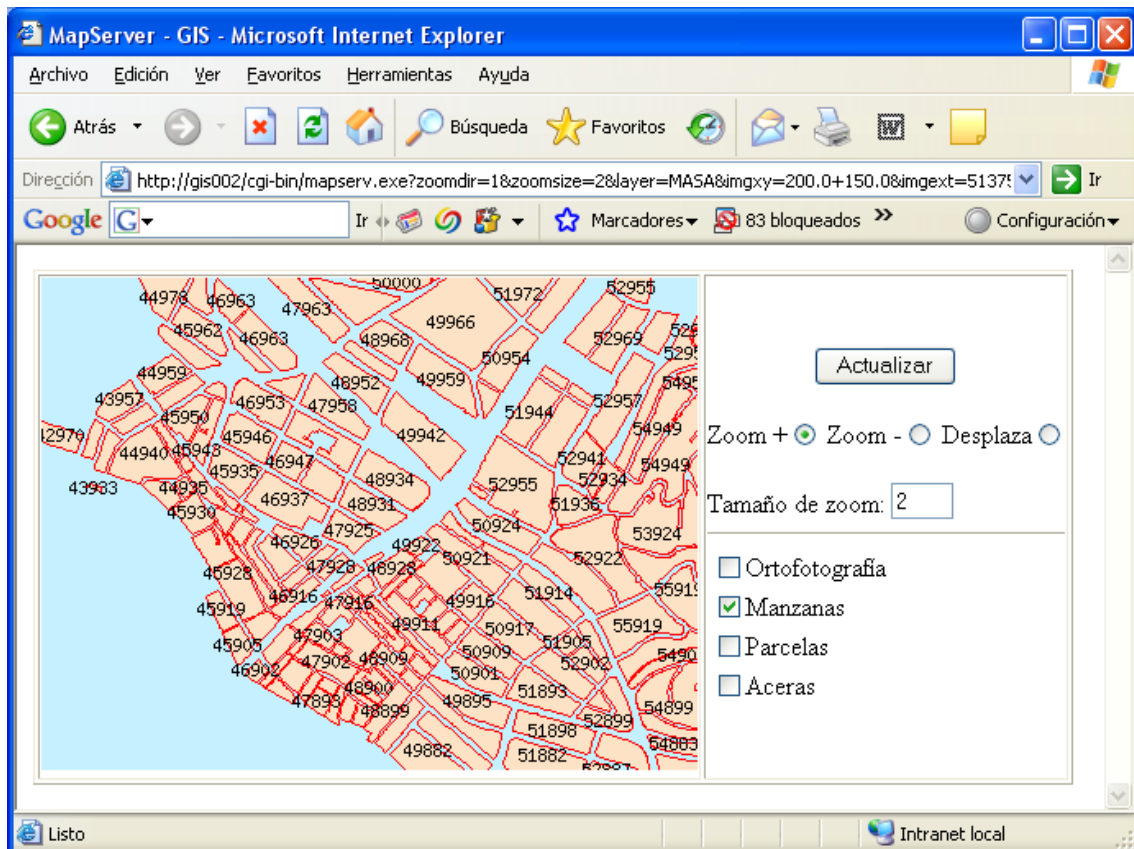 MapServer - GIS - Microsoft Internet Explorer
Archivo Edición Ver Favoritos Herramientas Ayuda
Atrás Búsqueda Favoritos
Dirección http://gis002/cgi-bin/mapserv.exe?zoomdir=1&zoomsize=2&layer=MASA&imgxy=200.0+150.0&imgext=5137 Ir
Google G Ir Marcadores 83 bloqueados » Configuración
50000
44973 46963 47963 51972 52955
45962 46963 48968 49966 52969
50954
44959 48952 49959
43957 45950 46953 47958 51944 52957
12970 44940 45943 45946 49942 54949
45935 46947 52941 54949
43933 44935 46937 48934 52955 52934
45930 48931 51936
46926 47925 49922 50924 53924
45928 47928 48928 50921 52922
45919 46916 47916 49916 51914
45905 47903 49911 50917 51905 55919
46902 47902 48909 50909 52902
48900 50901 51893
47893 48899 49895 51898 52899 54899
49882 51882 54883
Actualizar
Zoom + Zoom - Desplaza
Tamaño de zoom: 2
Ortofotografía
Manzanas
Parcelas
Aceras
Listo Intranet local